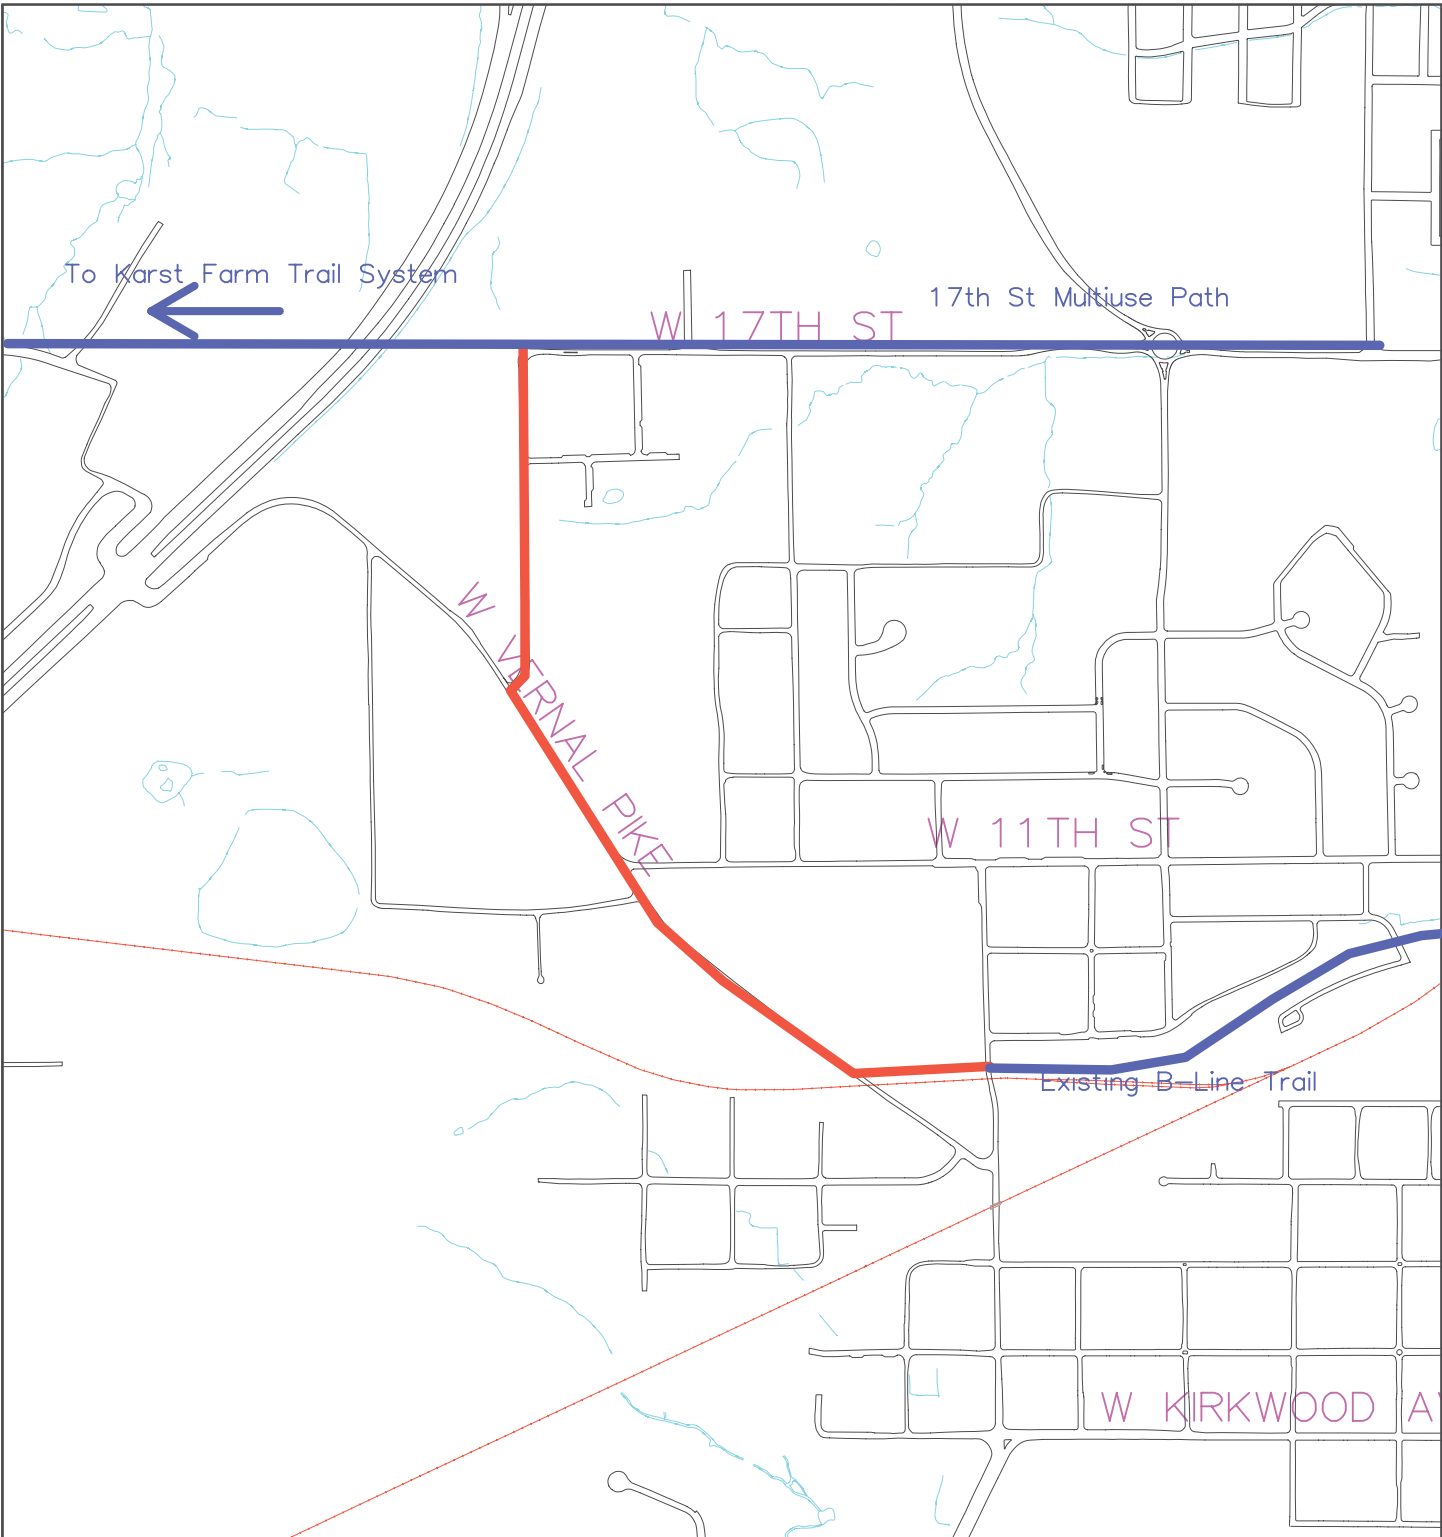 To Karst Farm Trail System
17th St Multiuse Path
W 17TH ST
W VERNAL PIKE
W 11TH ST
Existing B-Line Trail
W KIRKWOOD AV